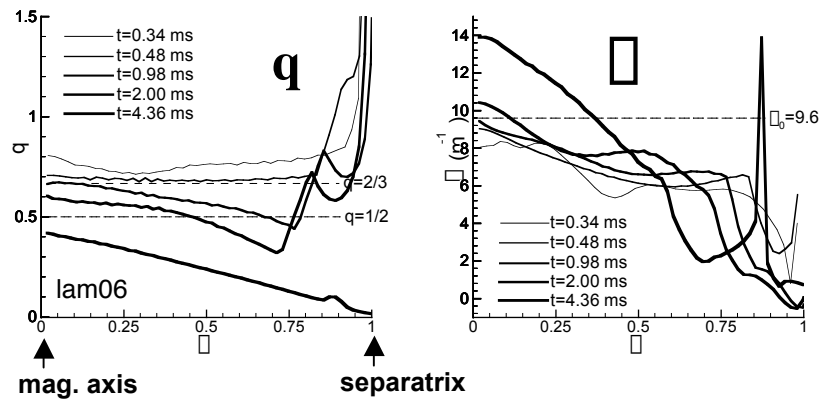 1.5
1
0.5
0
q
t=0.34 ms
t=0.48 ms
t=0.98 ms
t=2.00 ms
t=4.36 ms
q
q=2/3
q=1/2
lam06
0 0.25 0.5 0.75 1
mag. axis
separatrix
14
12
10
8
6
4
2
0
(m⁻¹)
₀=9.6
t=0.34 ms
t=0.48 ms
t=0.98 ms
t=2.00 ms
t=4.36 ms
0 0.25 0.5 0.75 1